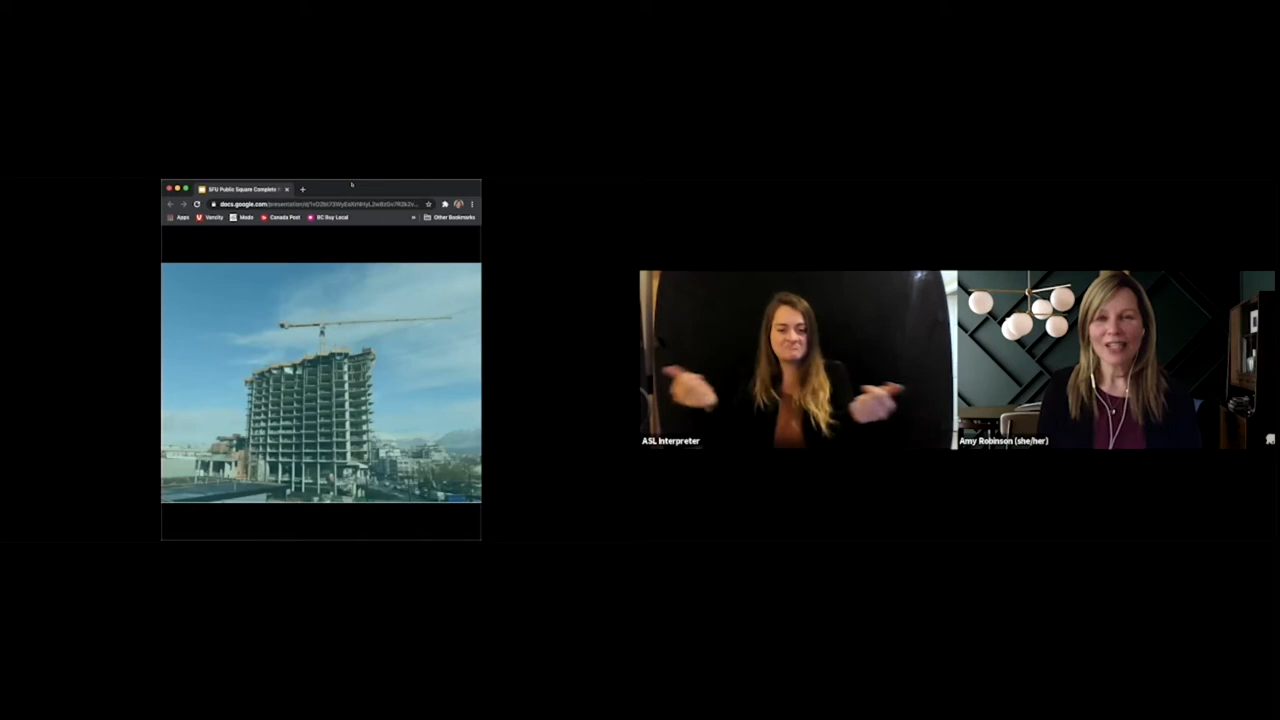 SFU Public Square Complete
docs.google.com/presentation/d/
Apps Vancity Modo Canada Post BC Buy Local » Other Bookmarks
ASL Interpreter
Amy Robinson (she/her)